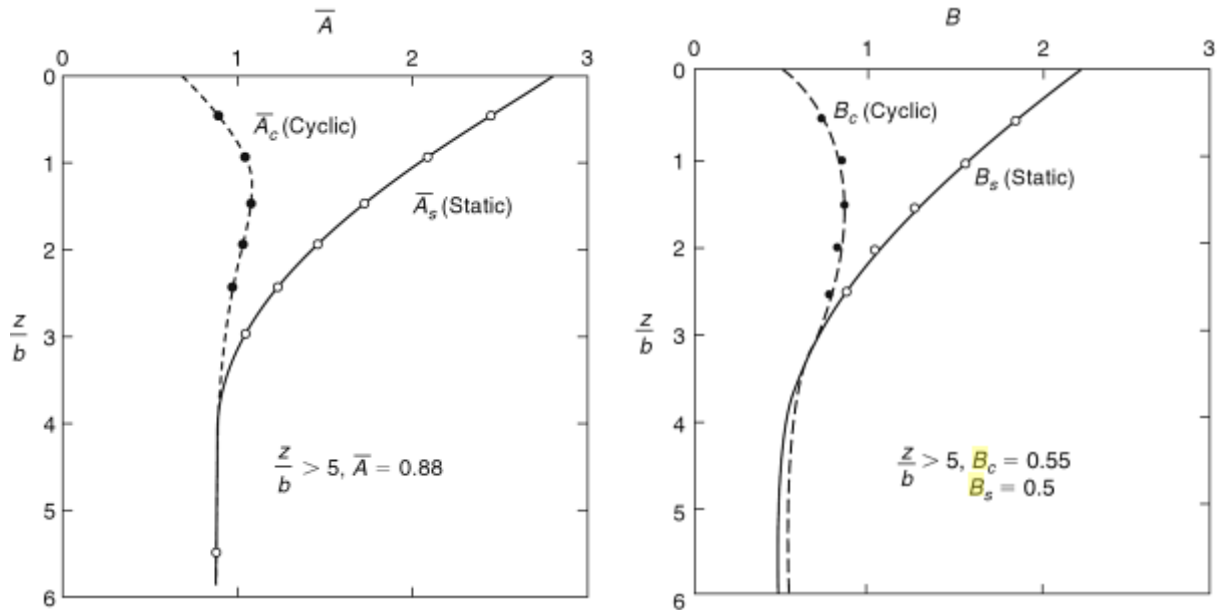 A̅
0 1 2 3
0
1
2
3
4
5
6
z/b
A̅c (Cyclic)
A̅s (Static)
z/b > 5, A̅ = 0.88
B
0 1 2 3
0
1
2
3
4
5
6
z/b
Bc (Cyclic)
Bs (Static)
z/b > 5, Bc = 0.55
Bs = 0.5